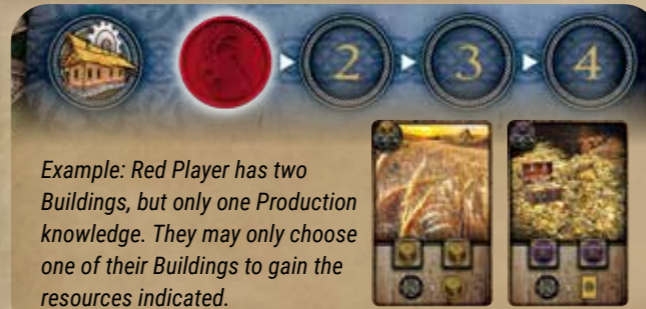 2 3 4
Example: Red Player has two
Buildings, but only one Production
knowledge. They may only choose
one of their Buildings to gain the
resources indicated.